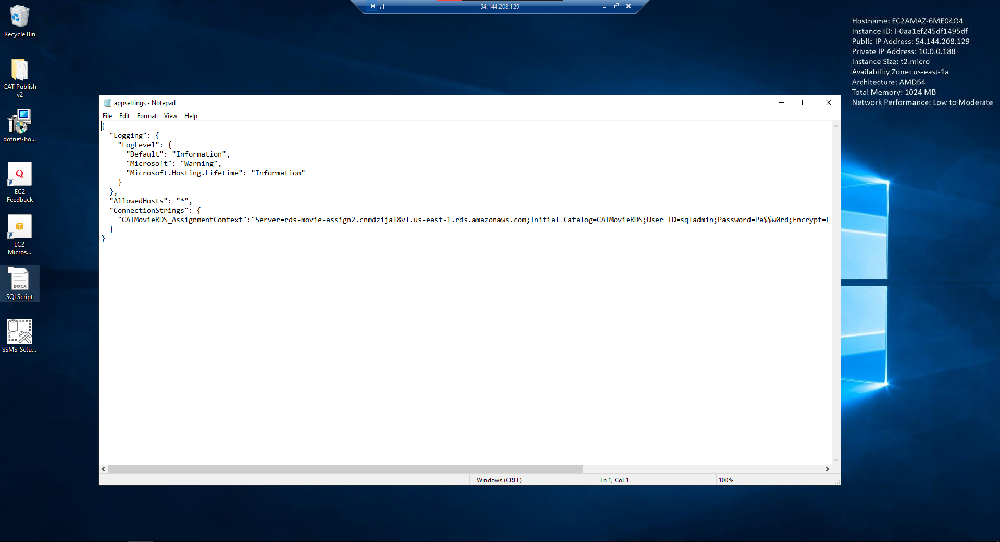 54.144.208.129
Hostname: EC2AMAZ-6ME04O4
Instance ID: i-0aa1ef245df1495df
Public IP Address: 54.144.208.129
Private IP Address: 10.0.0.188
Instance Size: t2.micro
Availability Zone: us-east-1a
Architecture: AMD64
Total Memory: 1024 MB
Network Performance: Low to Moderate
Recycle Bin
CAT Publish
v2
dotnet-ho...
EC2
Feedback
EC2
Micros...
DOCX
SQLScript
SSMS-Setu...
appsettings - Notepad
File Edit Format View Help
{
  "Logging": {
    "LogLevel": {
      "Default": "Information",
      "Microsoft": "Warning",
      "Microsoft.Hosting.Lifetime": "Information"
    }
  },
  "AllowedHosts": "*",
  "ConnectionStrings": {
    "CATMovieRDS_AssignmentContext":"Server=rds-movie-assign2.cnmdzijal8vl.us-east-1.rds.amazonaws.com;Initial Catalog=CATMovieRDS;User ID=sqladmin;Password=Pa$$w0rd;Encrypt=F
  }
}
Windows (CRLF) Ln 1, Col 1 100%